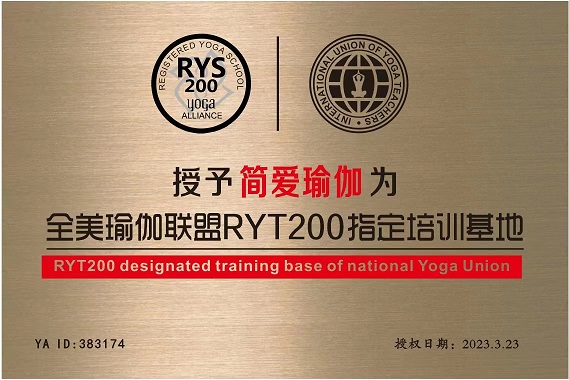 REGISTERED YOGA SCHOOL
RYS
200
yoga
ALLIANCE
INTERNATIONAL UNION OF YOGA TEACHERS
授予简爱瑜伽为
全美瑜伽联盟RYT200指定培训基地
RYT200 designated training base of national Yoga Union
YA ID:383174
授权日期：2023.3.23